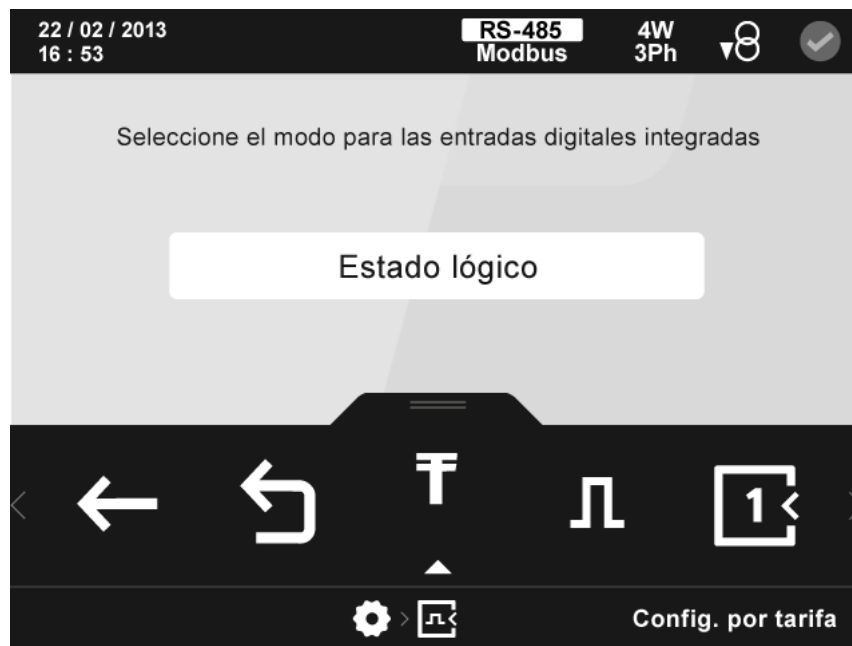 22 / 02 / 2013
16 : 53
RS-485
Modbus
4W
3Ph
Seleccione el modo para las entradas digitales integradas
Estado lógico
1
Config. por tarifa